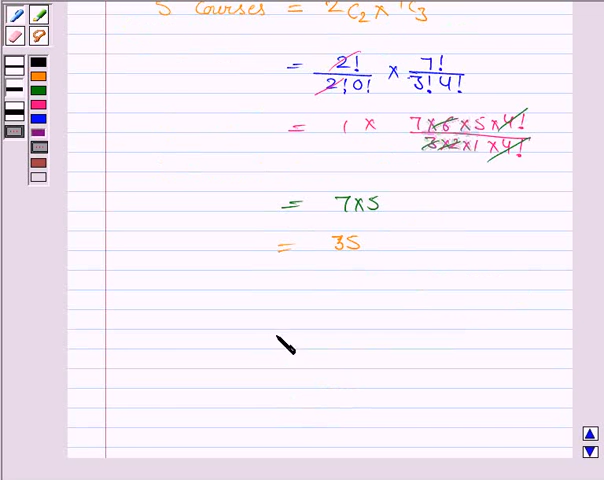 5 Courses = 2C₂ × ⁷C₃
= 2!/2!0! × 7!/3!4!
= 1 × 7×6×5×4!/3×2×1×4!
= 7×5
= 35